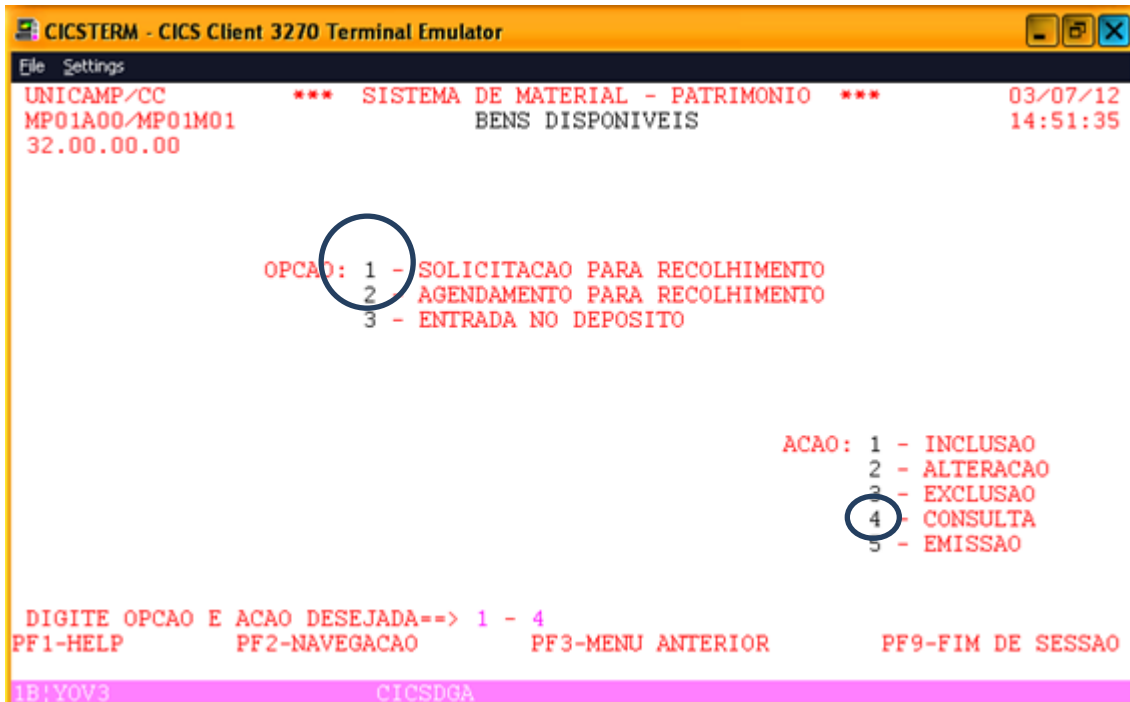 CICSTERM - CICS Client 3270 Terminal Emulator
File Settings
UNICAMP/CC *** SISTEMA DE MATERIAL - PATRIMONIO *** 03/07/12
MP01A00/MP01M01 BENS DISPONIVEIS 14:51:35
32.00.00.00
OPCAO: 1 - SOLICITACAO PARA RECOLHIMENTO
2 - AGENDAMENTO PARA RECOLHIMENTO
3 - ENTRADA NO DEPOSITO
ACAO: 1 - INCLUSAO
2 - ALTERACAO
3 - EXCLUSAO
4 - CONSULTA
5 - EMISSAO
DIGITE OPCAO E ACAO DESEJADA==> 1 - 4
PF1-HELP PF2-NAVEGACAO PF3-MENU ANTERIOR PF9-FIM DE SESSAO
1B¦YOV3 CICSDGA